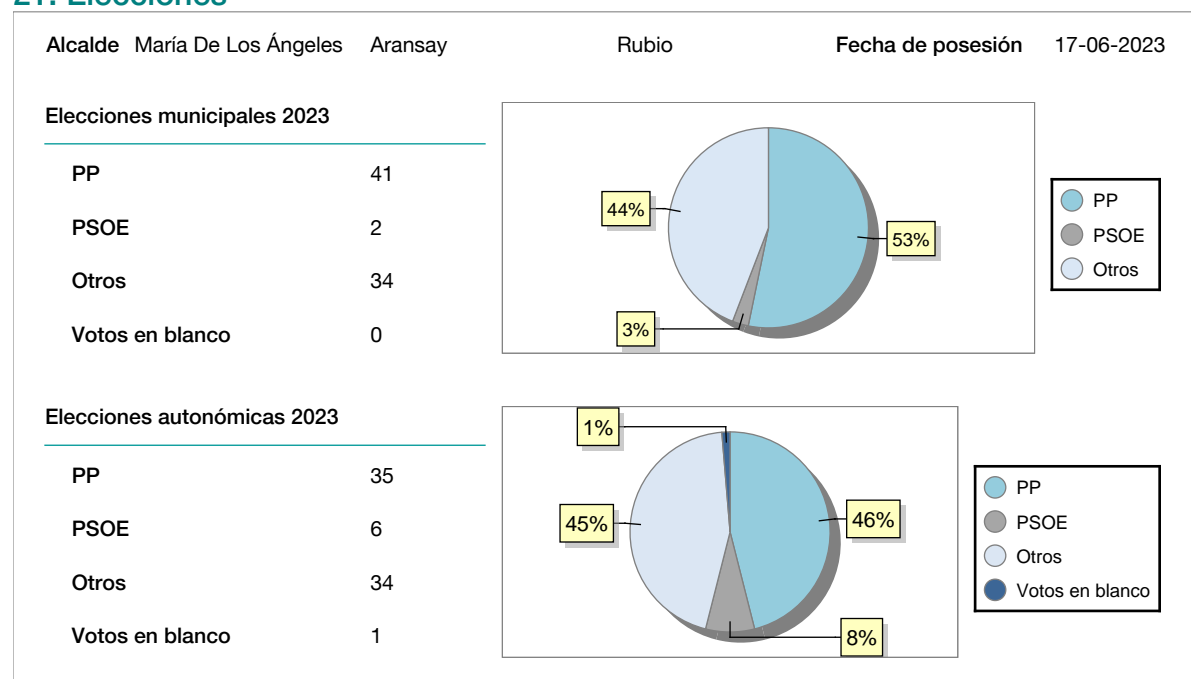 21. Elecciones
Alcalde María De Los Ángeles Aransay Rubio Fecha de posesión 17-06-2023
Elecciones municipales 2023
PP 41
PSOE 2
Otros 34
Votos en blanco 0
44%
53%
3%
PP
PSOE
Otros
Elecciones autonómicas 2023
PP 35
PSOE 6
Otros 34
Votos en blanco 1
1%
45%
46%
8%
PP
PSOE
Otros
Votos en blanco